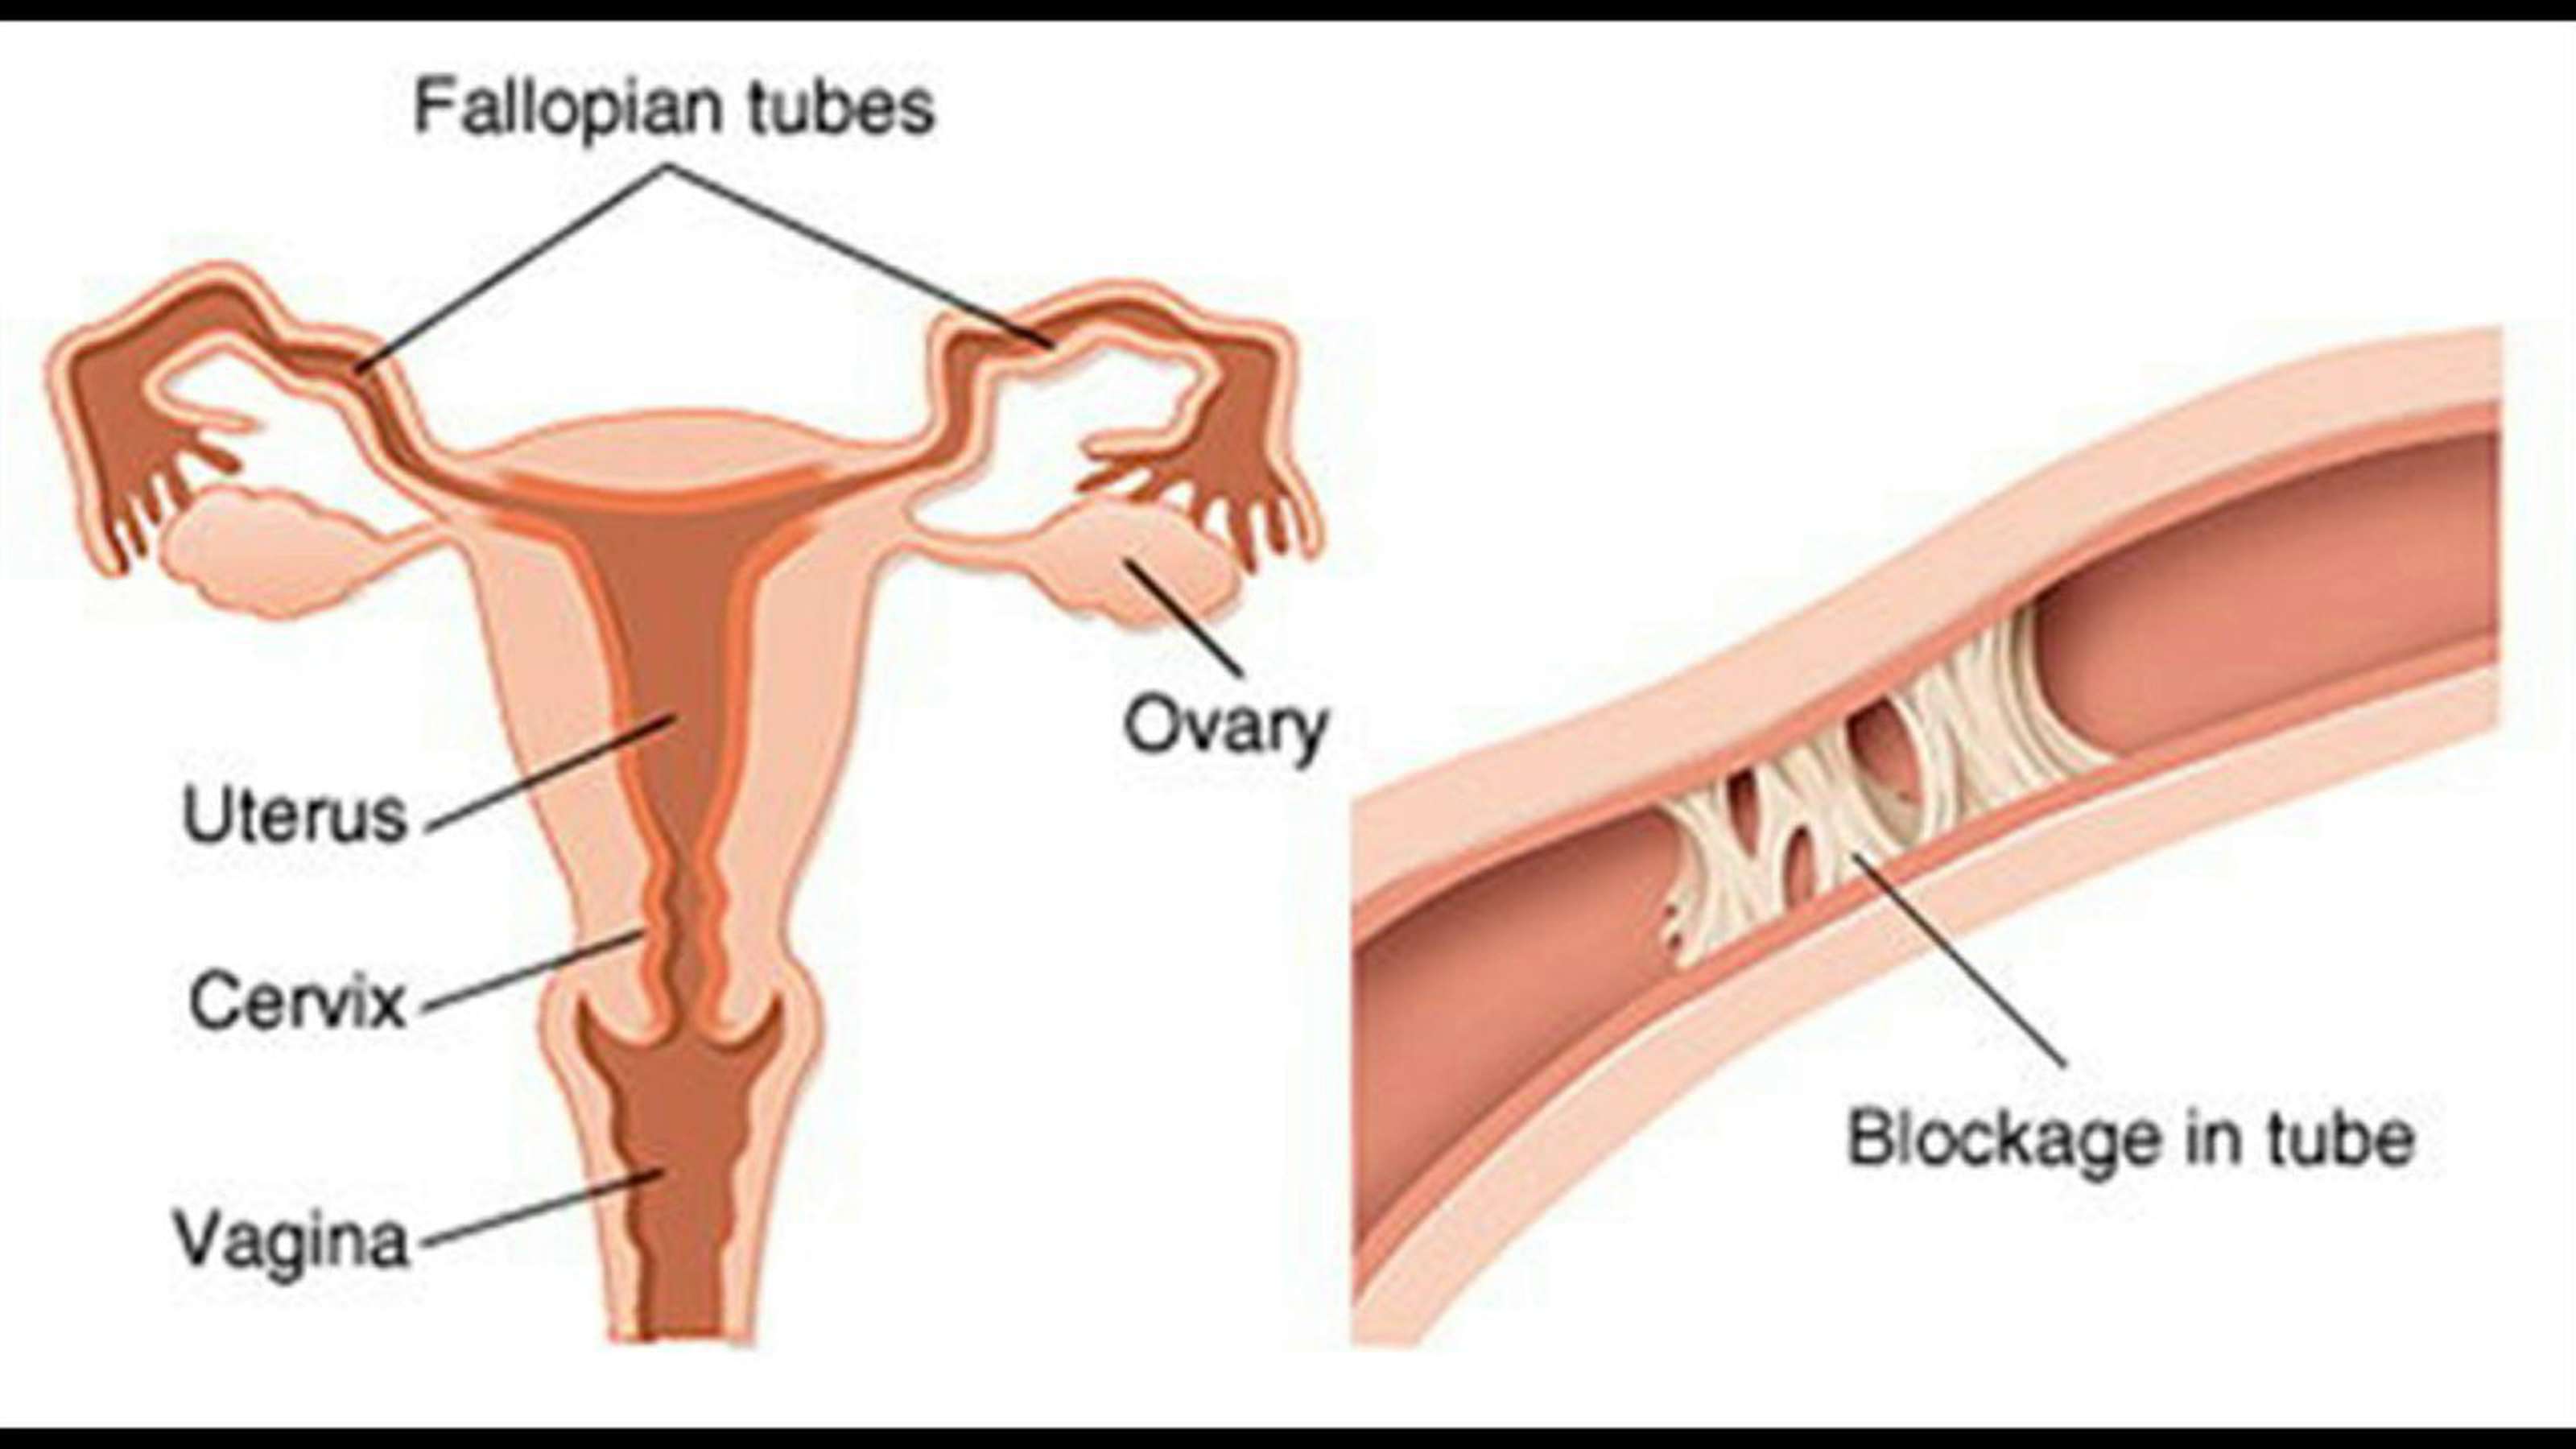 Fallopian tubes
Ovary
Uterus
Cervix
Vagina
Blockage in tube